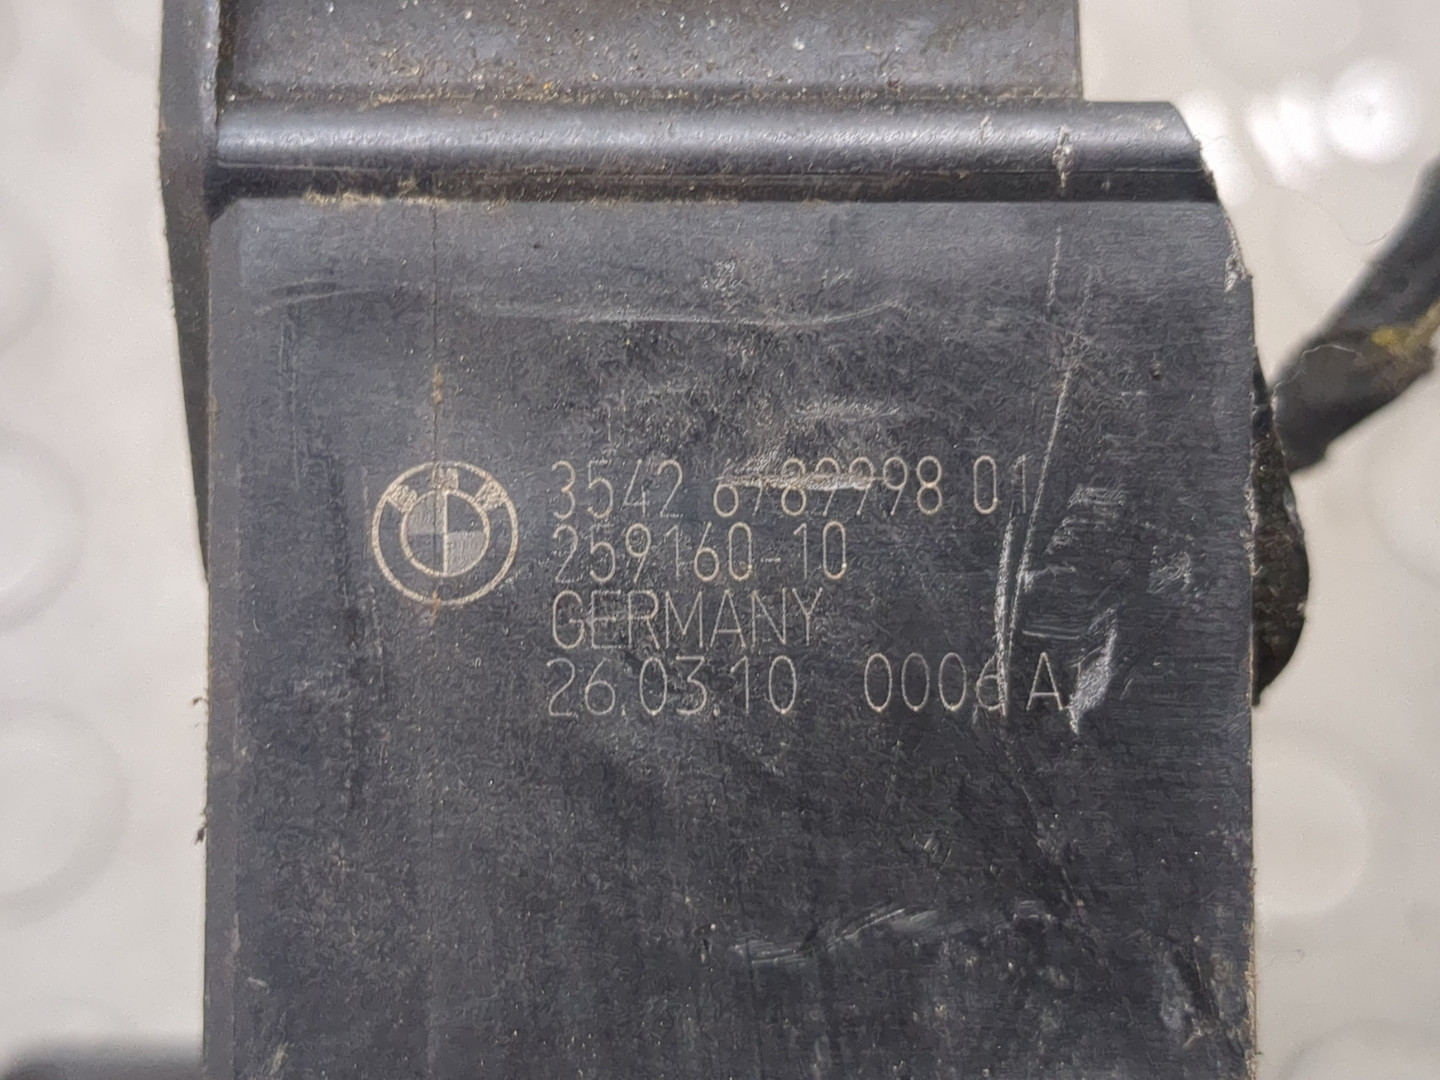 3542 6789998 01
259160-10
GERMANY
26.03.10 0006 A